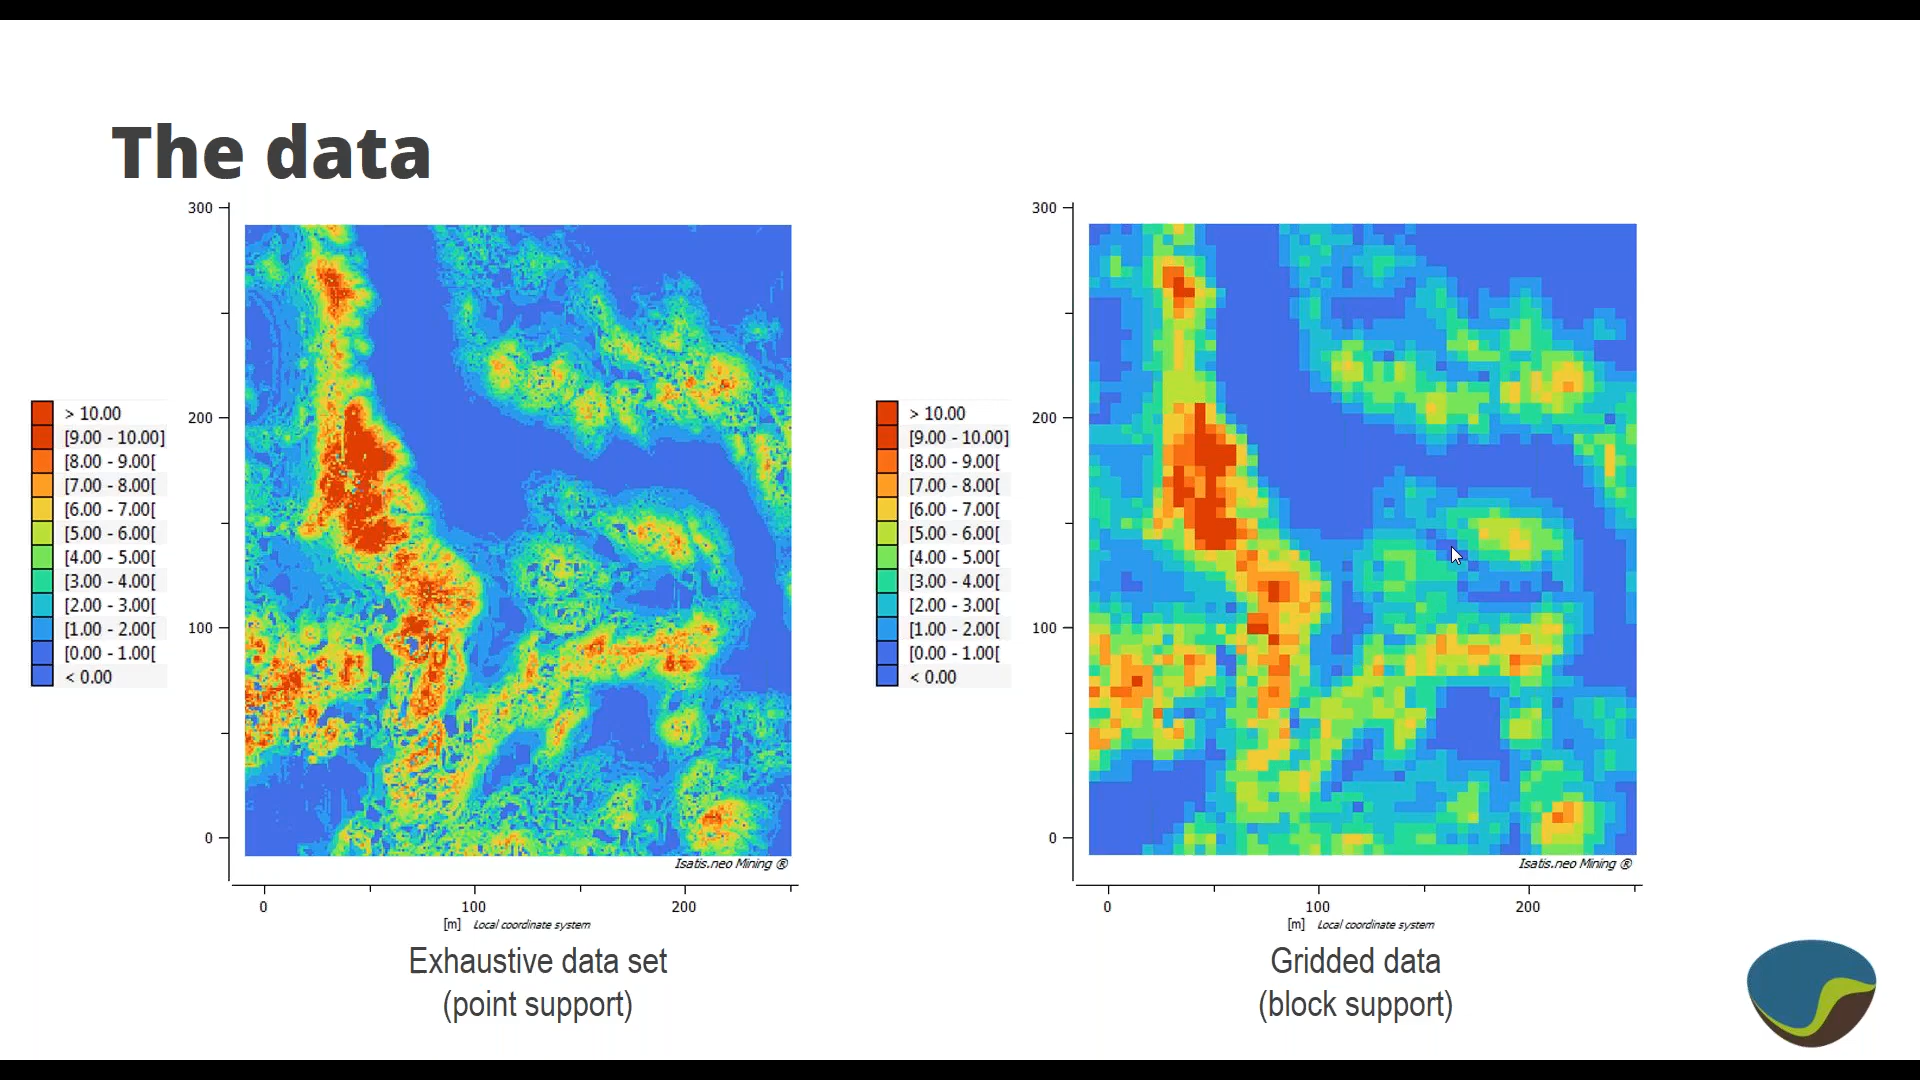 The data
300
200
100
0
> 10.00
[9.00 - 10.00]
[8.00 - 9.00[
[7.00 - 8.00[
[6.00 - 7.00[
[5.00 - 6.00[
[4.00 - 5.00[
[3.00 - 4.00[
[2.00 - 3.00[
[1.00 - 2.00[
[0.00 - 1.00[
< 0.00
Isatis.neo Mining ®
0 100 200
[m] Local coordinate system
Exhaustive data set
(point support)
300
200
100
0
> 10.00
[9.00 - 10.00]
[8.00 - 9.00[
[7.00 - 8.00[
[6.00 - 7.00[
[5.00 - 6.00[
[4.00 - 5.00[
[3.00 - 4.00[
[2.00 - 3.00[
[1.00 - 2.00[
[0.00 - 1.00[
< 0.00
Isatis.neo Mining ®
0 100 200
[m] Local coordinate system
Gridded data
(block support)